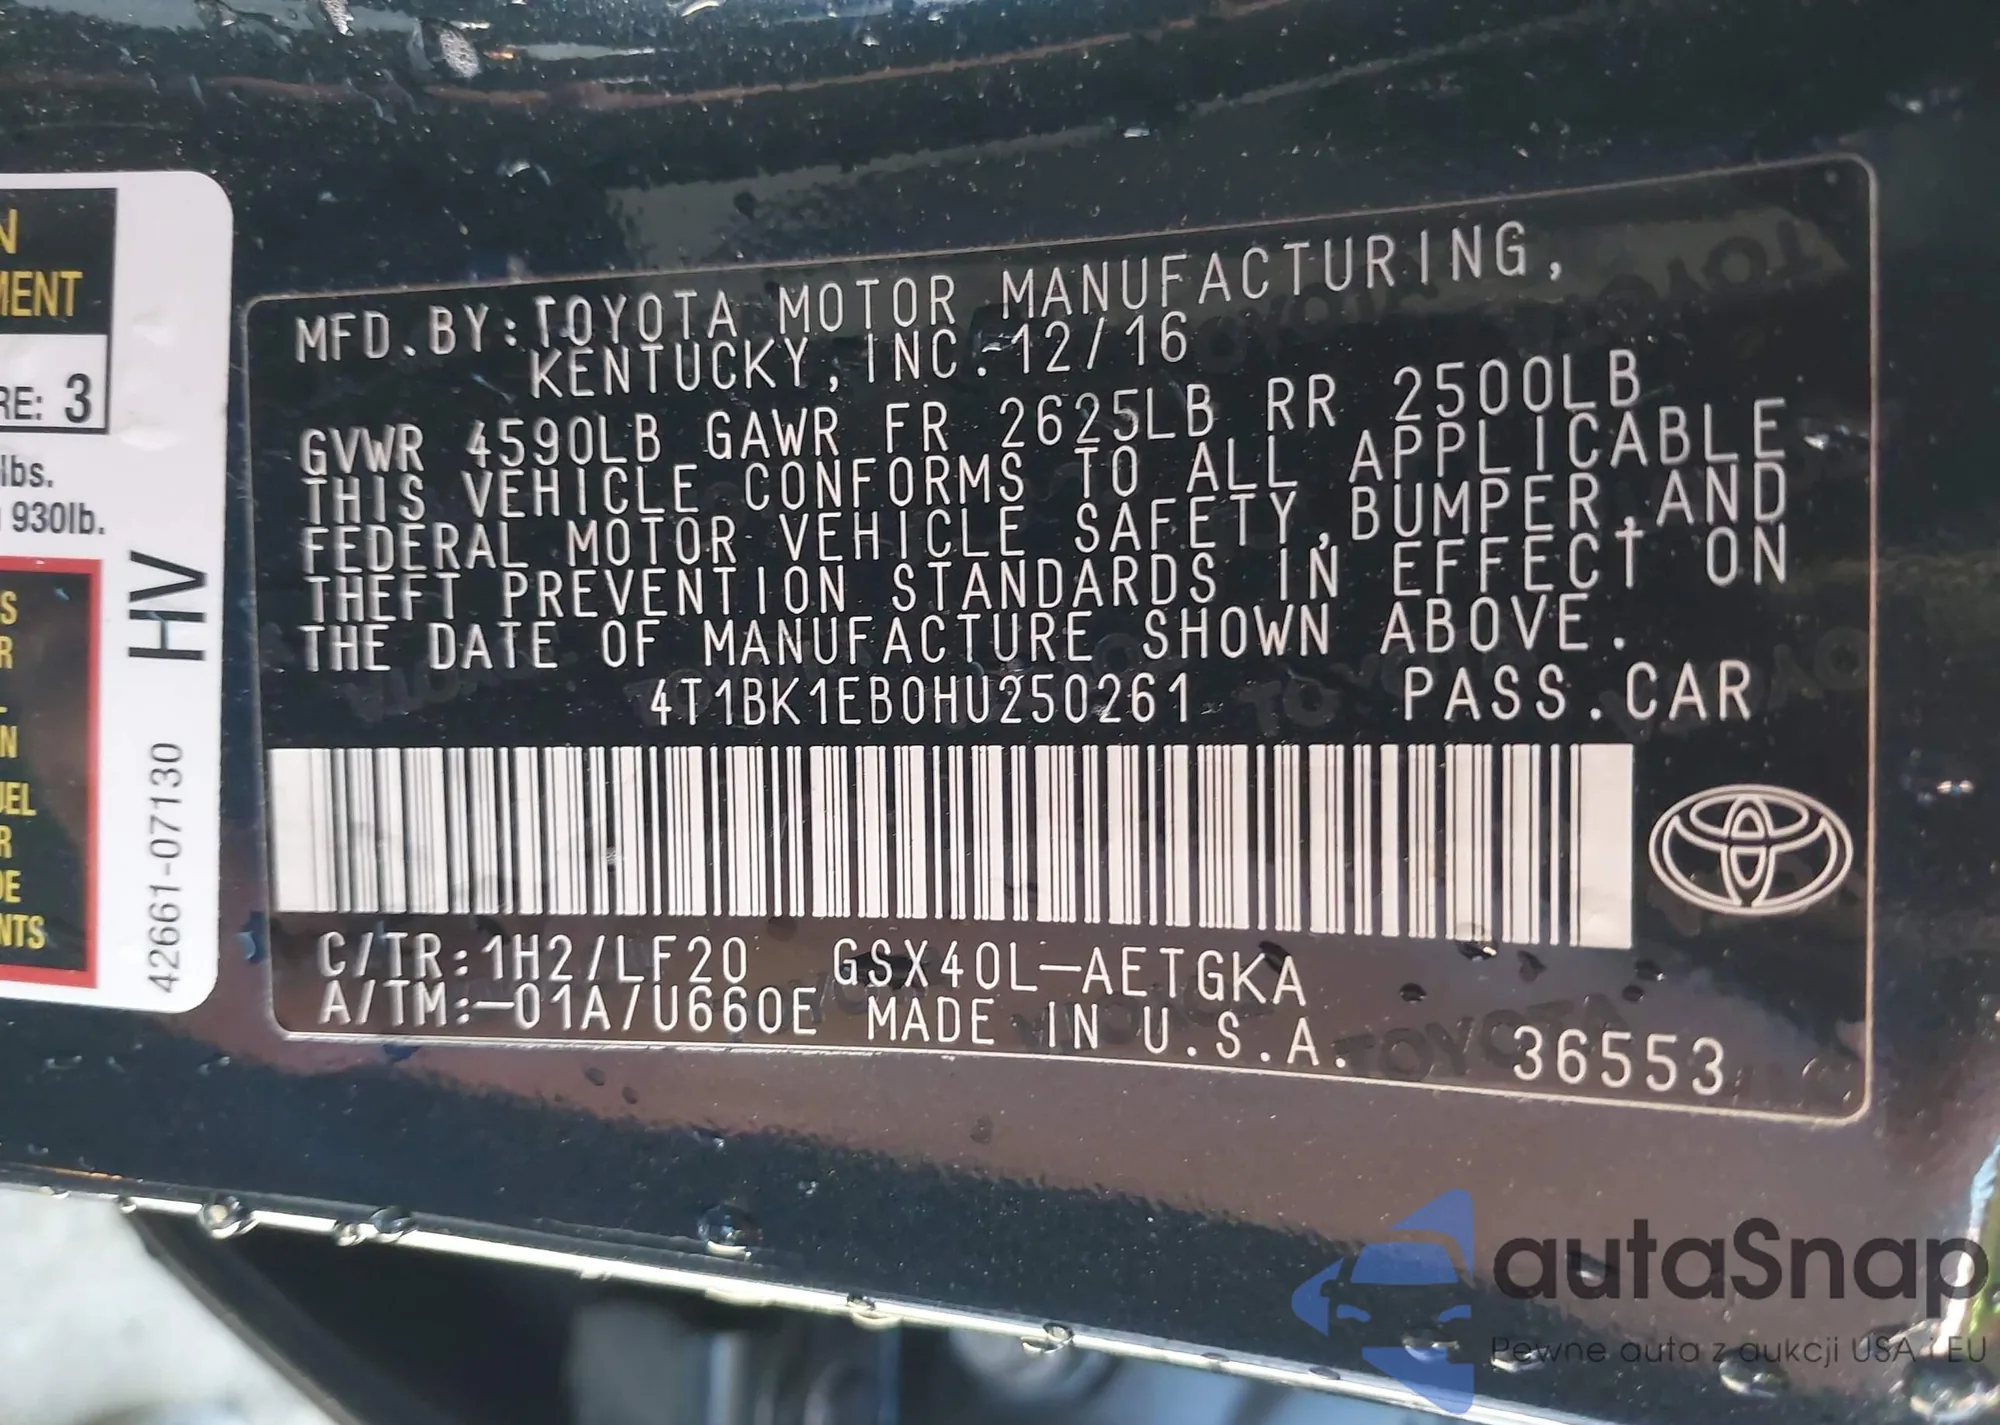 N
MENT
RE: 3
lbs.
930lb.
S
R
L
N
UEL
R
DE
NTS
HV
42661-07130
MFD.BY:TOYOTA MOTOR MANUFACTURING,
KENTUCKY, INC. 12/16
GVWR 4590LB GAWR FR 2625LB RR 2500LB
THIS VEHICLE CONFORMS TO ALL APPLICABLE
FEDERAL MOTOR VEHICLE SAFETY,BUMPER,AND
THEFT PREVENTION STANDARDS IN EFFECT ON
THE DATE OF MANUFACTURE SHOWN ABOVE.
4T1BK1EB0HU250261 PASS.CAR
C/TR:1H2/LF20 GSX40L-AETGKA
A/TM:-01A/U660E MADE IN U.S.A. 36553
autaSnap
Pewne auta z aukcji USA i EU